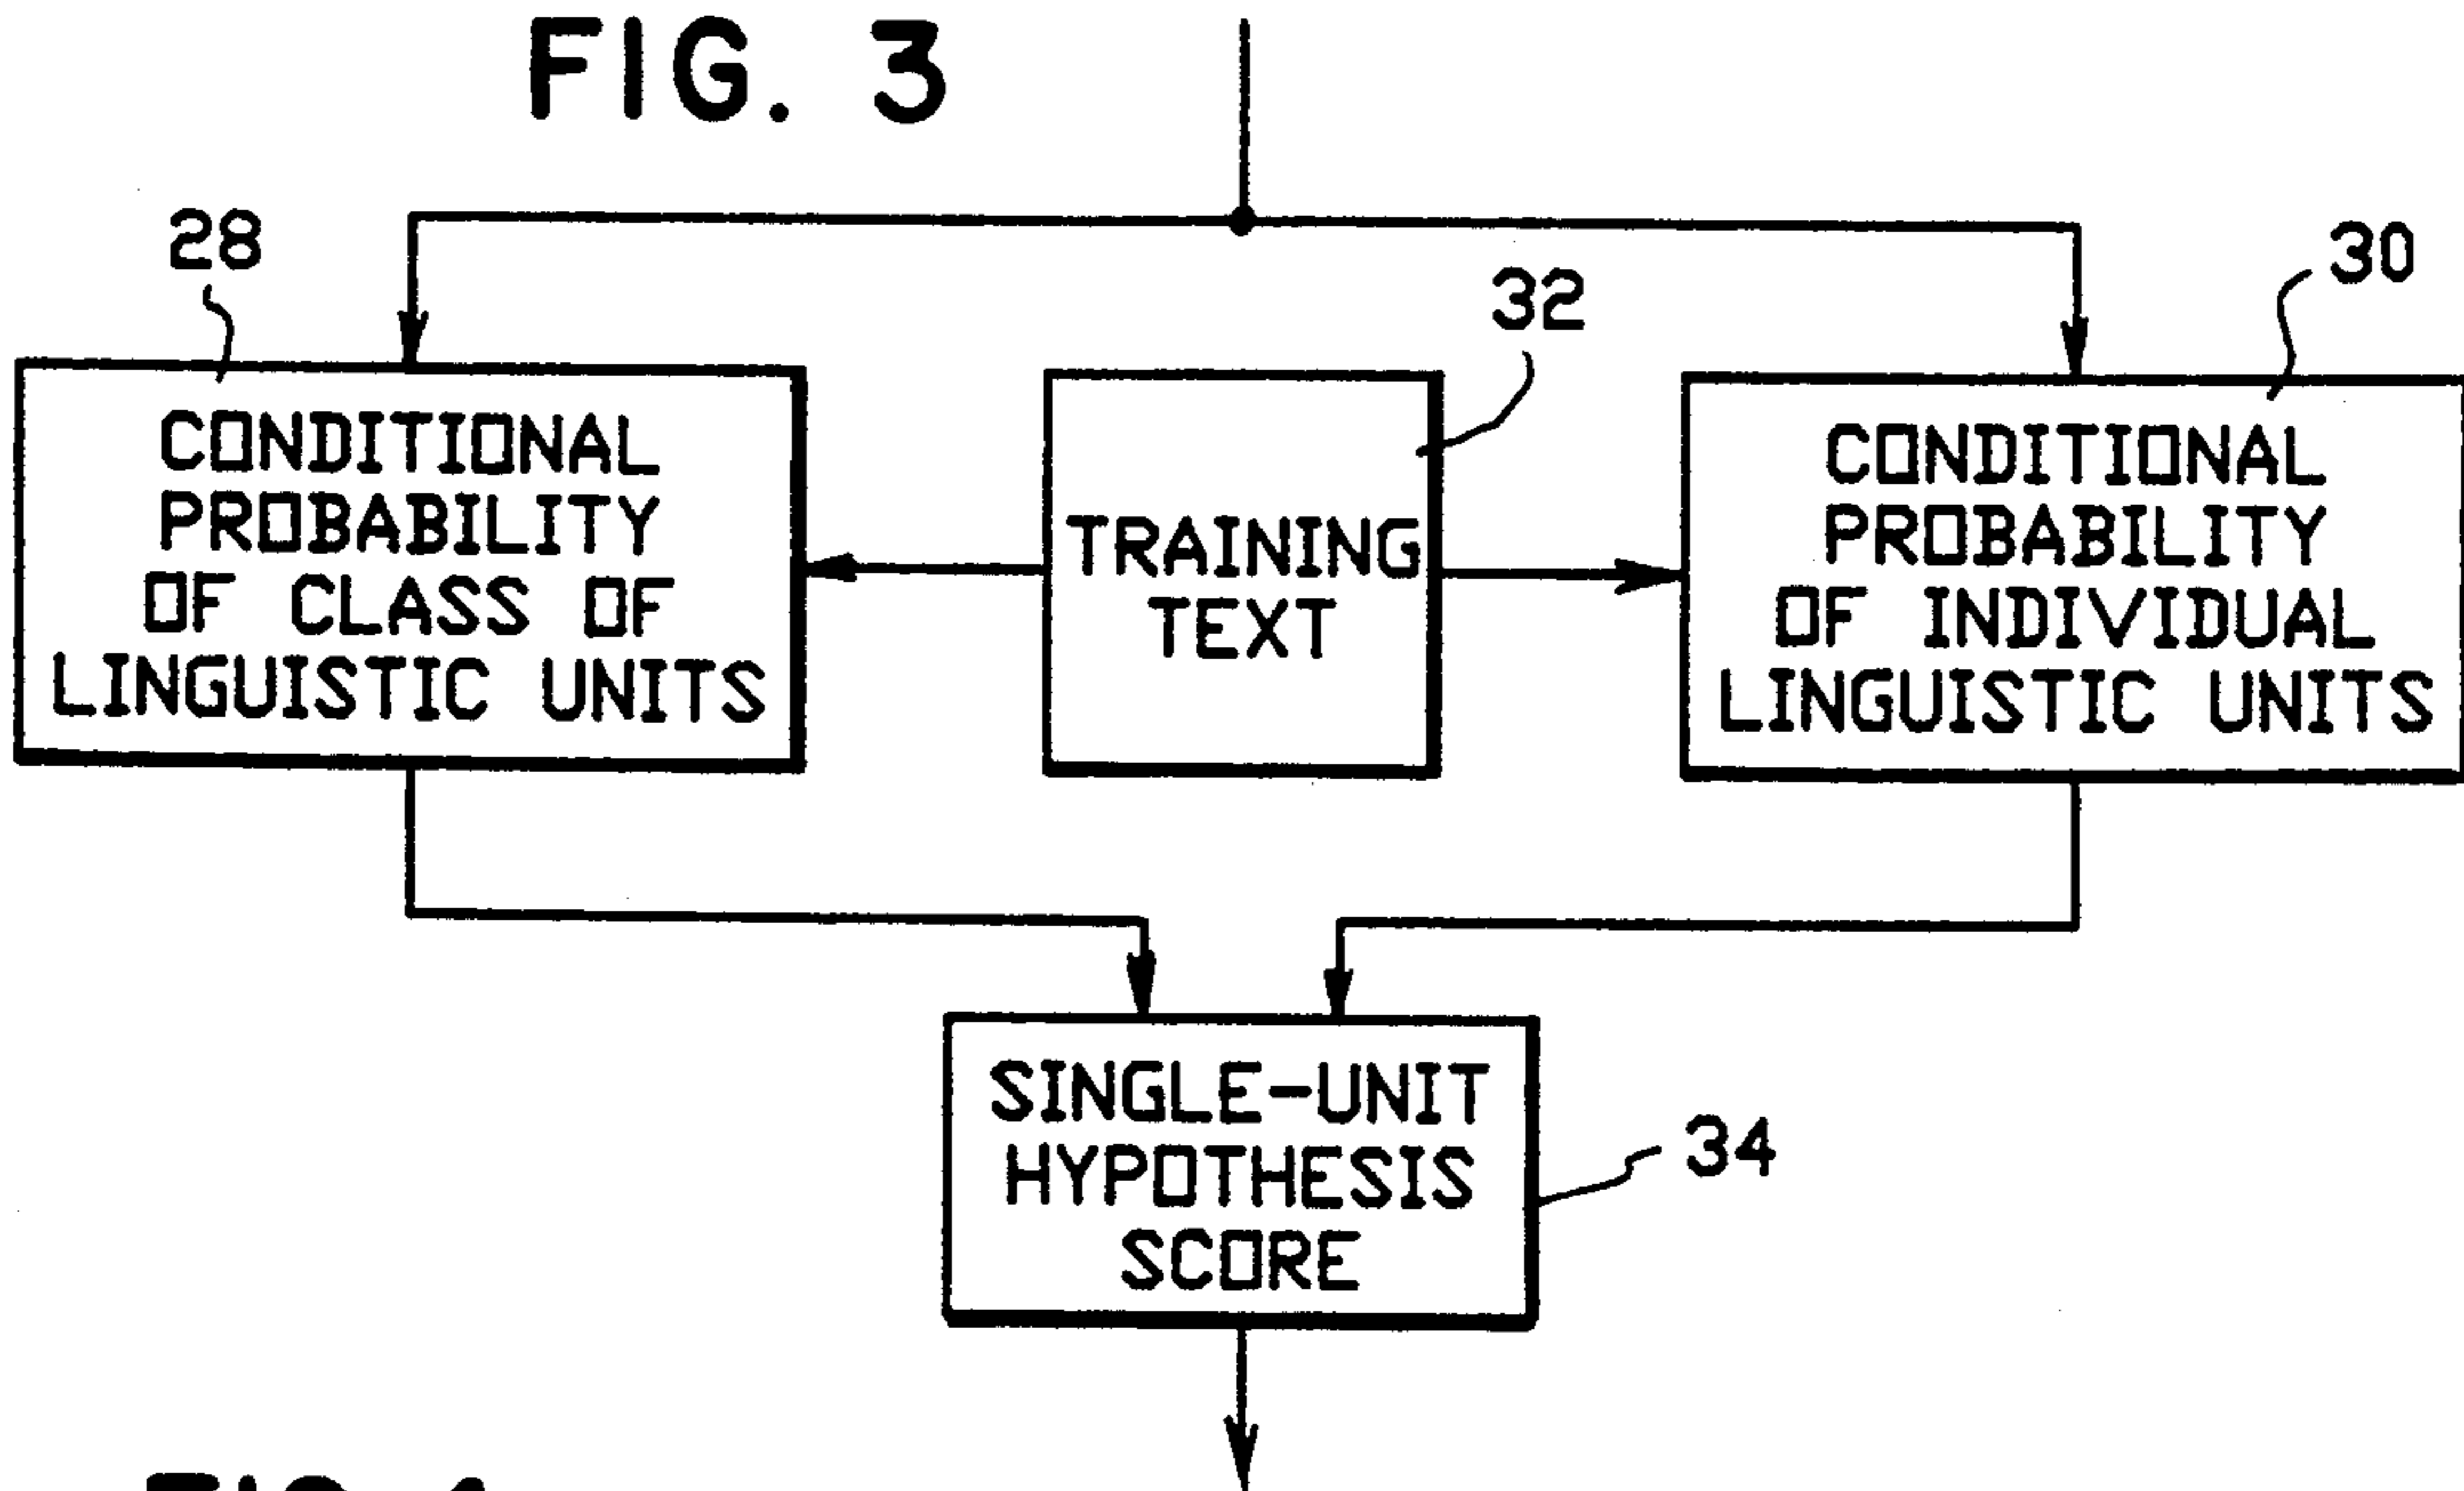 FIG. 3
28
30
32
CONDITIONAL
PROBABILITY
OF CLASS OF
LINGUISTIC UNITS
TRAINING
TEXT
CONDITIONAL
PROBABILITY
OF INDIVIDUAL
LINGUISTIC UNITS
SINGLE-UNIT
HYPOTHESIS
SCORE
34